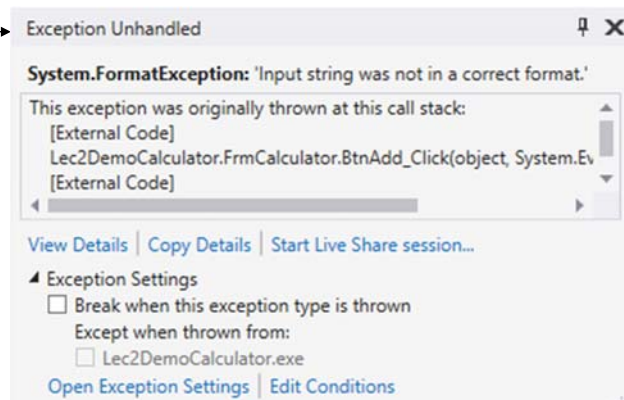 Exception Unhandled
System.FormatException: 'Input string was not in a correct format.'
This exception was originally thrown at this call stack:
[External Code]
Lec2DemoCalculator.FrmCalculator.BtnAdd_Click(object, System.Ev
[External Code]
View Details | Copy Details | Start Live Share session...
Exception Settings
Break when this exception type is thrown
Except when thrown from:
Lec2DemoCalculator.exe
Open Exception Settings | Edit Conditions